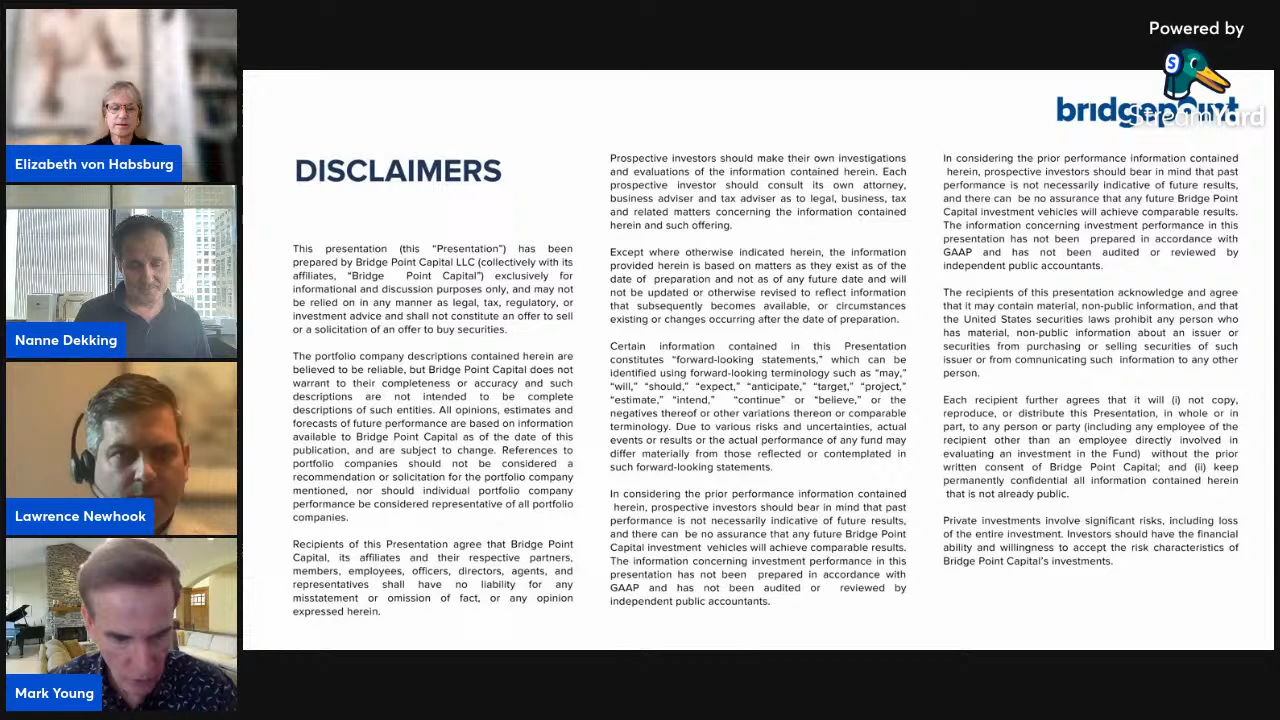 Powered by
StreamYard
bridgepoint
Elizabeth von Habsburg
Nanne Dekking
Lawrence Newhook
Mark Young
DISCLAIMERS
This presentation (this “Presentation”) has been
prepared by Bridge Point Capital LLC (collectively with its
affiliates, “Bridge Point Capital”) exclusively for
informational and discussion purposes only, and may not
be relied on in any manner as legal, tax, regulatory, or
investment advice and shall not constitute an offer to sell
or a solicitation of an offer to buy securities.
The portfolio company descriptions contained herein are
believed to be reliable, but Bridge Point Capital does not
warrant to their completeness or accuracy and such
descriptions are not intended to be complete
descriptions of such entities. All opinions, estimates and
forecasts of future performance are based on information
available to Bridge Point Capital as of the date of this
publication, and are subject to change. References to
portfolio companies should not be considered a
recommendation or solicitation for the portfolio company
mentioned, nor should individual portfolio company
performance be considered representative of all portfolio
companies.
Recipients of this Presentation agree that Bridge Point
Capital, its affiliates and their respective partners,
members, employees, officers, directors, agents, and
representatives shall have no liability for any
misstatement or omission of fact, or any opinion
expressed herein.
Prospective investors should make their own investigations
and evaluations of the information contained herein. Each
prospective investor should consult its own attorney,
business adviser and tax adviser as to legal, business, tax
and related matters concerning the information contained
herein and such offering.
Except where otherwise indicated herein, the information
provided herein is based on matters as they exist as of the
date of preparation and not as of any future date and will
not be updated or otherwise revised to reflect information
that subsequently becomes available, or circumstances
existing or changes occurring after the date of preparation.
Certain information contained in this Presentation
constitutes “forward-looking statements,” which can be
identified using forward-looking terminology such as “may,”
“will,” “should,” “expect,” “anticipate,” “target,” “project,”
“estimate,” “intend,” “continue” or “believe,” or the
negatives thereof or other variations thereon or comparable
terminology. Due to various risks and uncertainties, actual
events or results or the actual performance of any fund may
differ materially from those reflected or contemplated in
such forward-looking statements.
In considering the prior performance information contained
herein, prospective investors should bear in mind that past
performance is not necessarily indicative of future results,
and there can be no assurance that any future Bridge Point
Capital investment vehicles will achieve comparable results.
The information concerning investment performance in this
presentation has not been prepared in accordance with
GAAP and has not been audited or reviewed by
independent public accountants.
In considering the prior performance information contained
herein, prospective investors should bear in mind that past
performance is not necessarily indicative of future results,
and there can be no assurance that any future Bridge Point
Capital investment vehicles will achieve comparable results.
The information concerning investment performance in this
presentation has not been prepared in accordance with
GAAP and has not been audited or reviewed by
independent public accountants.
The recipients of this presentation acknowledge and agree
that it may contain material, non-public information, and that
the United States securities laws prohibit any person who
has material, non-public information about an issuer or
securities from purchasing or selling securities of such
issuer or from communicating such information to any other
person.
Each recipient further agrees that it will (i) not copy,
reproduce, or distribute this Presentation, in whole or in
part, to any person or party (including any employee of the
recipient other than an employee directly involved in
evaluating an investment in the Fund) without the prior
written consent of Bridge Point Capital; and (ii) keep
permanently confidential all information contained herein
that is not already public.
Private investments involve significant risks, including loss
of the entire investment. Investors should have the financial
ability and willingness to accept the risk characteristics of
Bridge Point Capital’s investments.